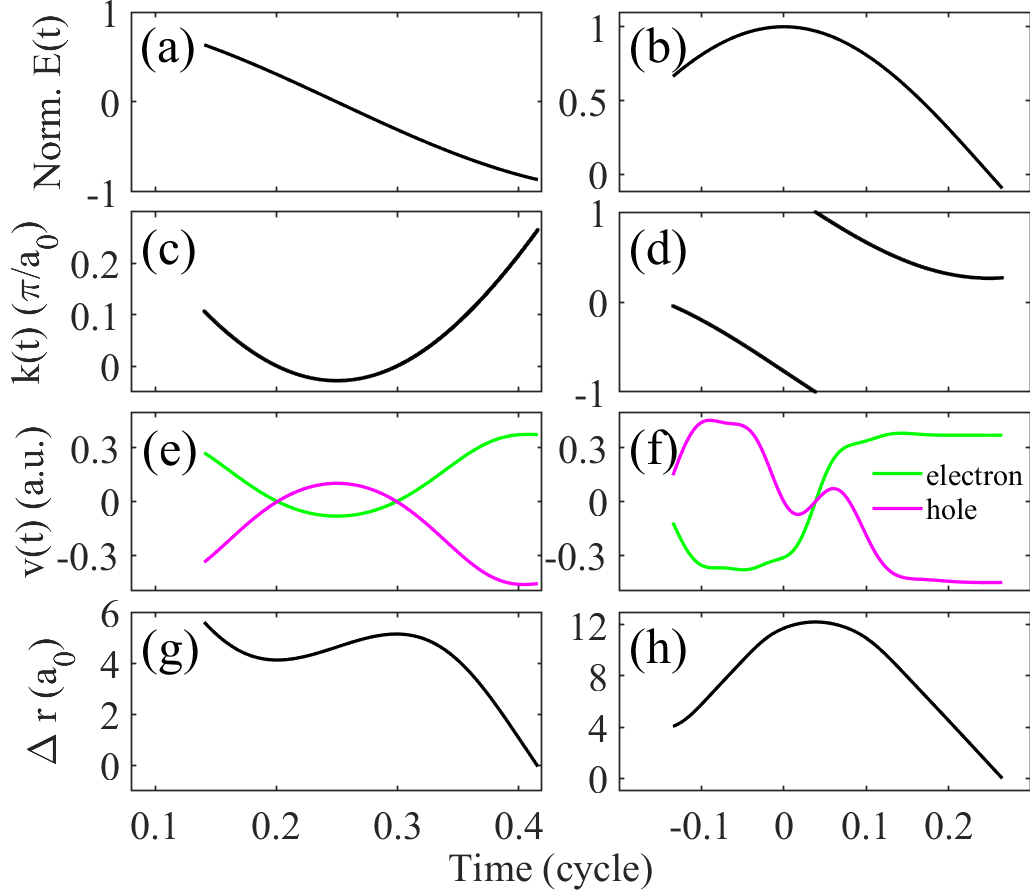 Norm. E(t)
1
0
-1
(a)
1
0.5
0
(b)
k(t) (π/a₀)
0.2
0.1
0
(c)
1
0
-1
(d)
v(t) (a.u.)
0.3
0
-0.3
(e)
0.3
0
-0.3
(f)
electron
hole
Δ r (a₀)
6
4
2
0
(g)
12
8
4
0
(h)
0.1 0.2 0.3 0.4
-0.1 0 0.1 0.2
Time (cycle)